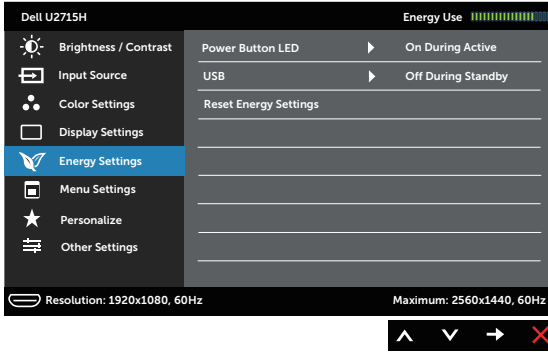 Dell U2715H Energy Use
Brightness / Contrast Power Button LED On During Active
Input Source USB Off During Standby
Color Settings Reset Energy Settings
Display Settings
Energy Settings
Menu Settings
Personalize
Other Settings
Resolution: 1920x1080, 60Hz Maximum: 2560x1440, 60Hz